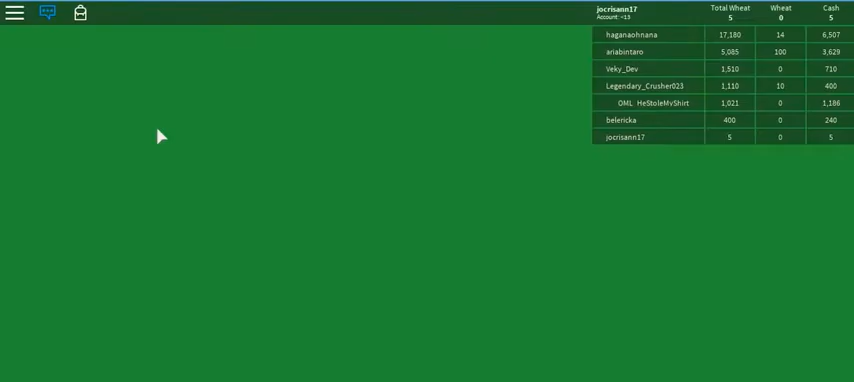 jocrisann17 Total Wheat Wheat Cash
Account: <13 5 0 5
haganaohnana 17,180 14 6,507
ariabintaro 5,085 100 3,629
Veky_Dev 1,510 0 710
Legendary_Crusher023 1,110 10 400
OML_HeStoleMyShirt 1,021 0 1,186
belericka 400 0 240
jocrisann17 5 0 5